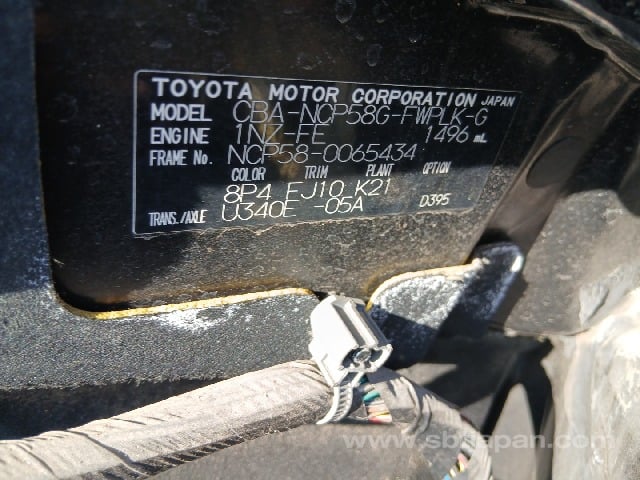 TOYOTA MOTOR CORPORATION JAPAN
MODEL CBA-NCP58G-FWPLK-G
ENGINE 1NZ-FE 1496 mL
FRAME No. NCP58-0065434
COLOR TRIM PLANT OPTION
8P4 FJ10 K21
TRANS./AXLE U340E -05A D395
www.sbtjapan.com